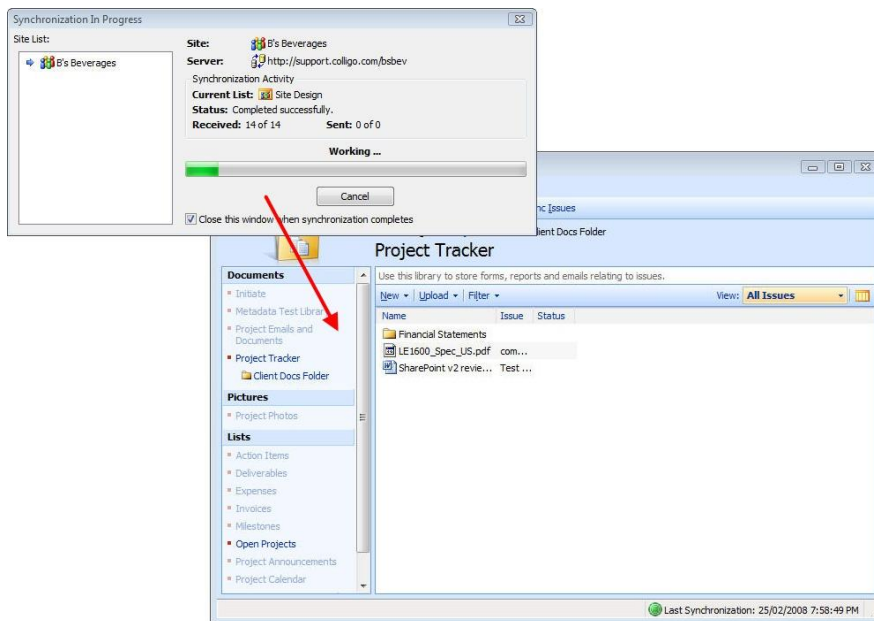 Synchronization In Progress
Site List:
B's Beverages
Site: B's Beverages
Server: http://support.colligo.com/bsbev
Synchronization Activity
Current List: Site Design
Status: Completed successfully.
Received: 14 of 14 Sent: 0 of 0
Working ...
Cancel
Close this window when synchronization completes
Issues
Docs Folder
Project Tracker
Documents
Initiate
Metadata Test
Project Emails and
Documents
Project Tracker
Client Docs Folder
Pictures
Project Photos
Lists
Action Items
Deliverables
Expenses
Invoices
Milestones
Open Projects
Project Announcements
Project Calendar
Use this library to store forms, reports and emails relating to issues.
New Upload Filter View: All Issues
Name Issue Status
Financial Statements
LE1600_Spec_US.pdf com...
SharePoint v2 revie... Test ...
Last Synchronization: 25/02/2008 7:58:49 PM